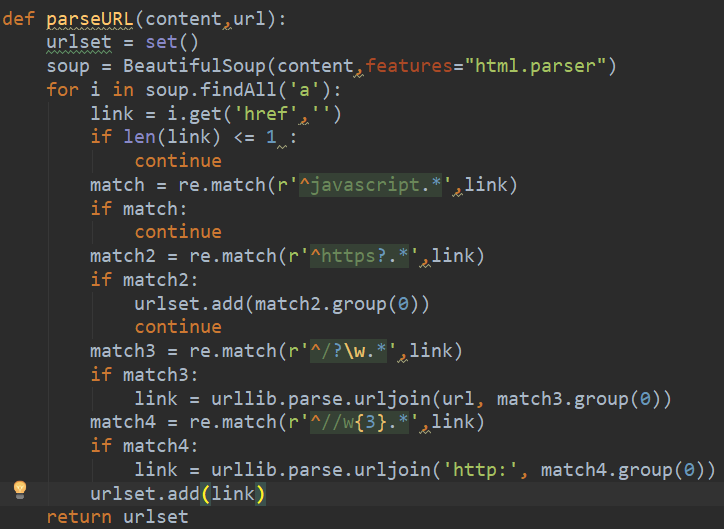 def parseURL(content,url):
    urlset = set()
    soup = BeautifulSoup(content,features="html.parser")
    for i in soup.findAll('a'):
        link = i.get('href','')
        if len(link) <= 1 :
            continue
        match = re.match(r'^javascript.*',link)
        if match:
            continue
        match2 = re.match(r'^https?.*',link)
        if match2:
            urlset.add(match2.group(0))
            continue
        match3 = re.match(r'^/?\w.*',link)
        if match3:
            link = urllib.parse.urljoin(url, match3.group(0))
        match4 = re.match(r'^//w{3}.*',link)
        if match4:
            link = urllib.parse.urljoin('http:', match4.group(0))
        urlset.add(link)
    return urlset